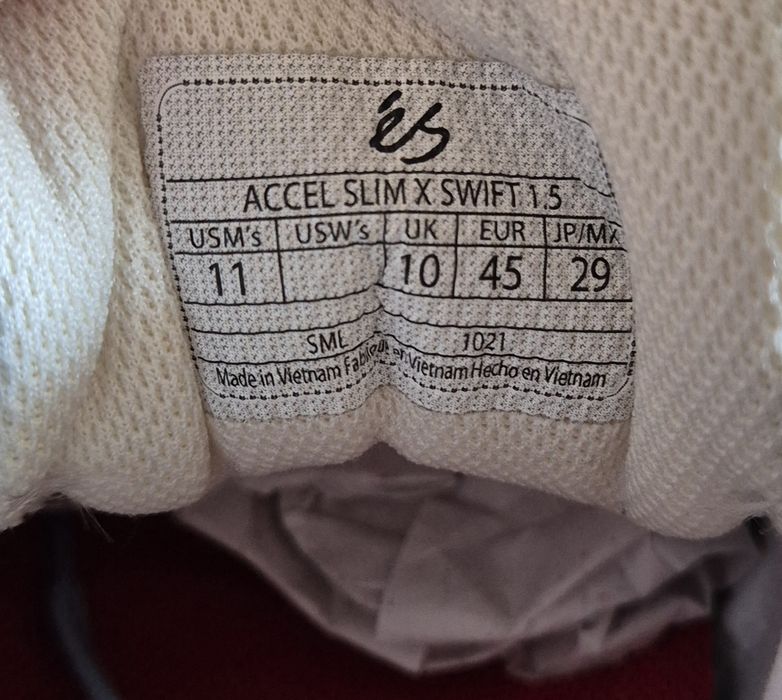 és
ACCEL SLIM X SWIFT 1.5
USM's USW's UK EUR JP/MX
11 10 45 29
SML 1021
Made in Vietnam en Vietnam Hecho en Vietnam